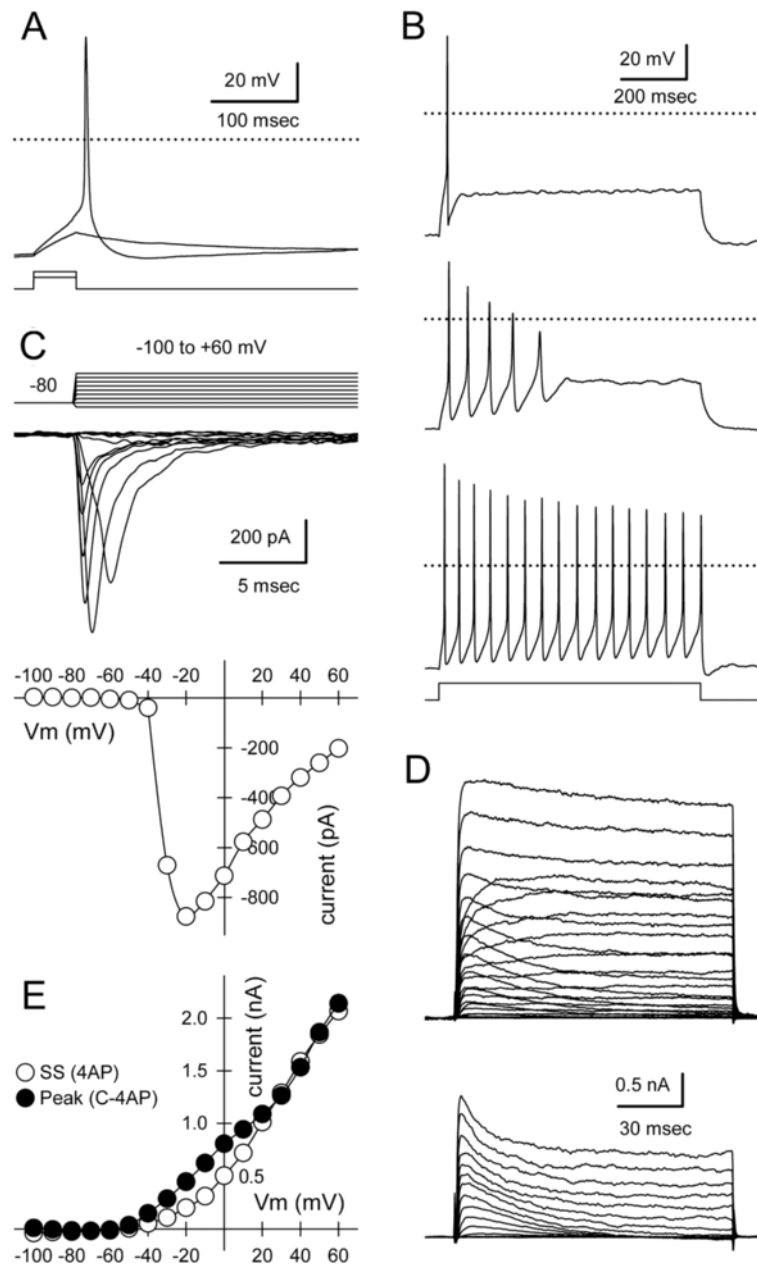 A
20 mV
100 msec
B
20 mV
200 msec
C
-100 to +60 mV
-80
200 pA
5 msec
-100 -80 -60 -40 -20 20 40 60
Vm (mV)
-200
-400
-600
-800
current (pA)
D
0.5 nA
30 msec
E
SS (4AP)
Peak (C-4AP)
2.0
1.5
1.0
0.5
current (nA)
Vm (mV)
-100 -80 -60 -40 -20 0 20 40 60